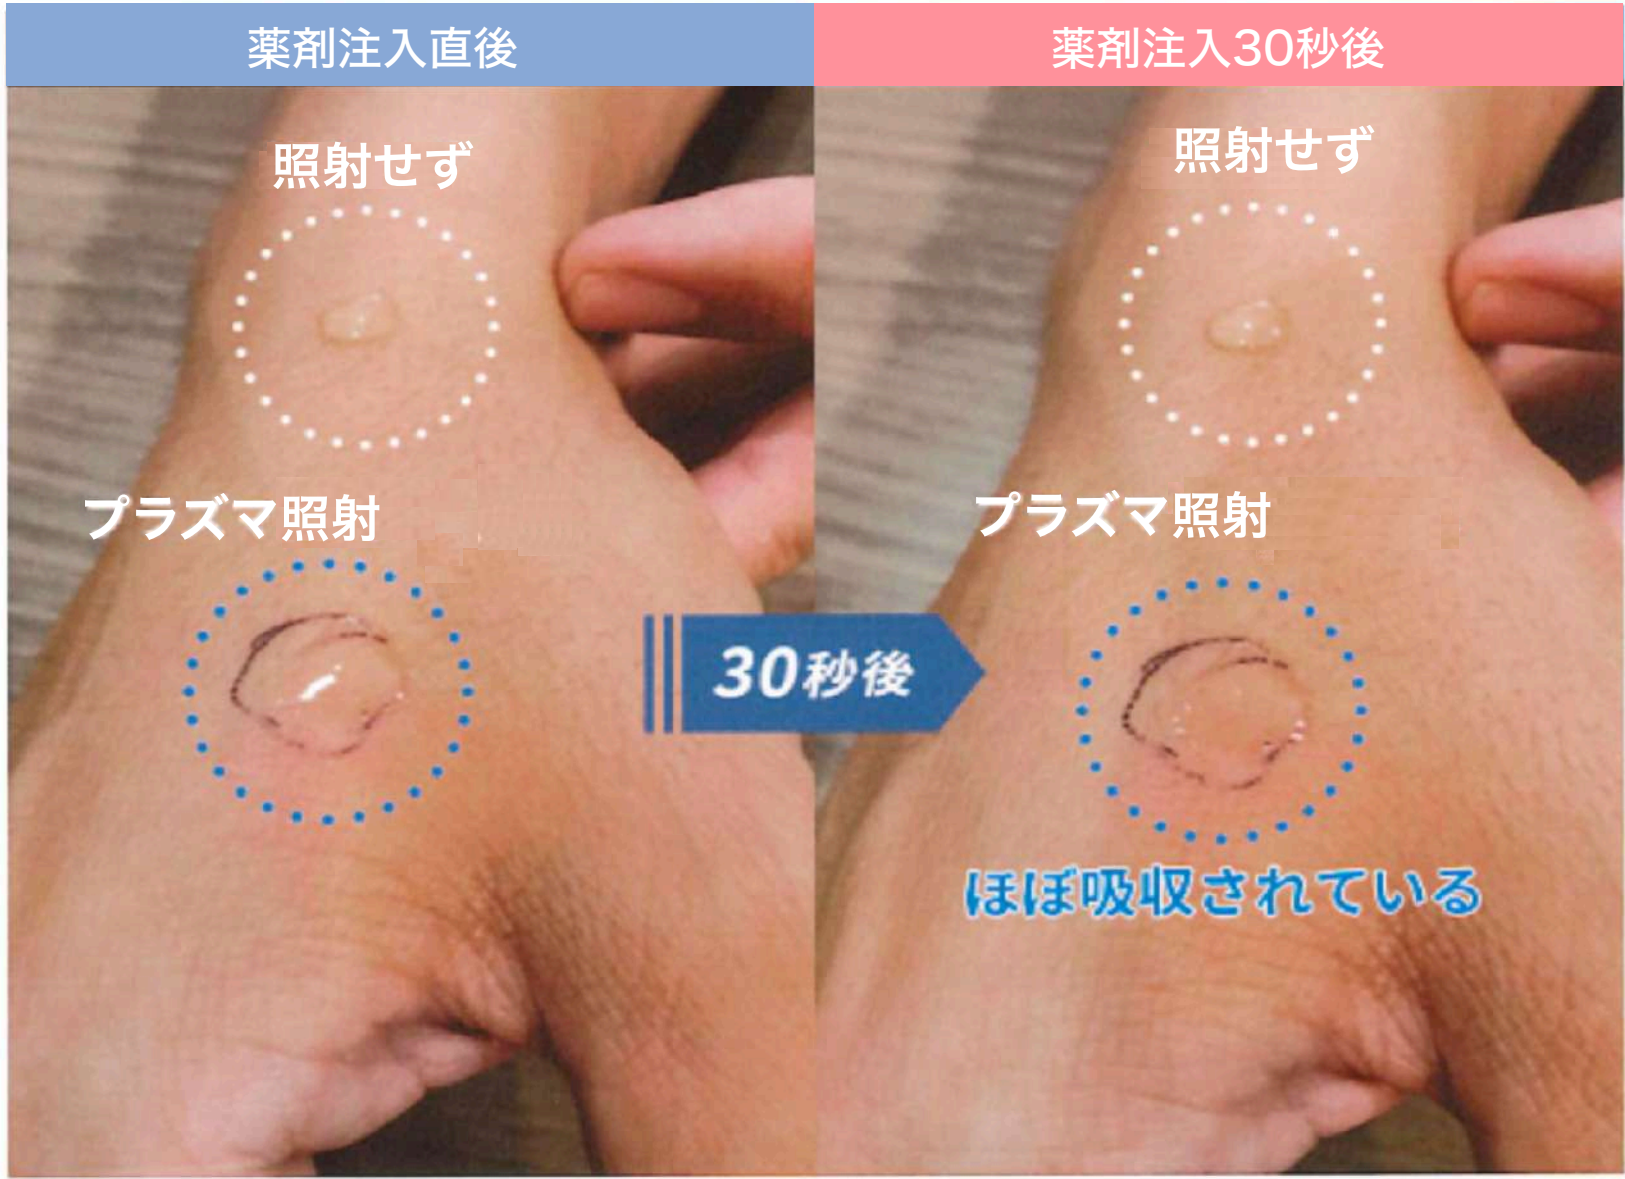 薬剤注入直後
薬剤注入30秒後
照射せず
照射せず
プラズマ照射
プラズマ照射
30秒後
ほぼ吸収されている